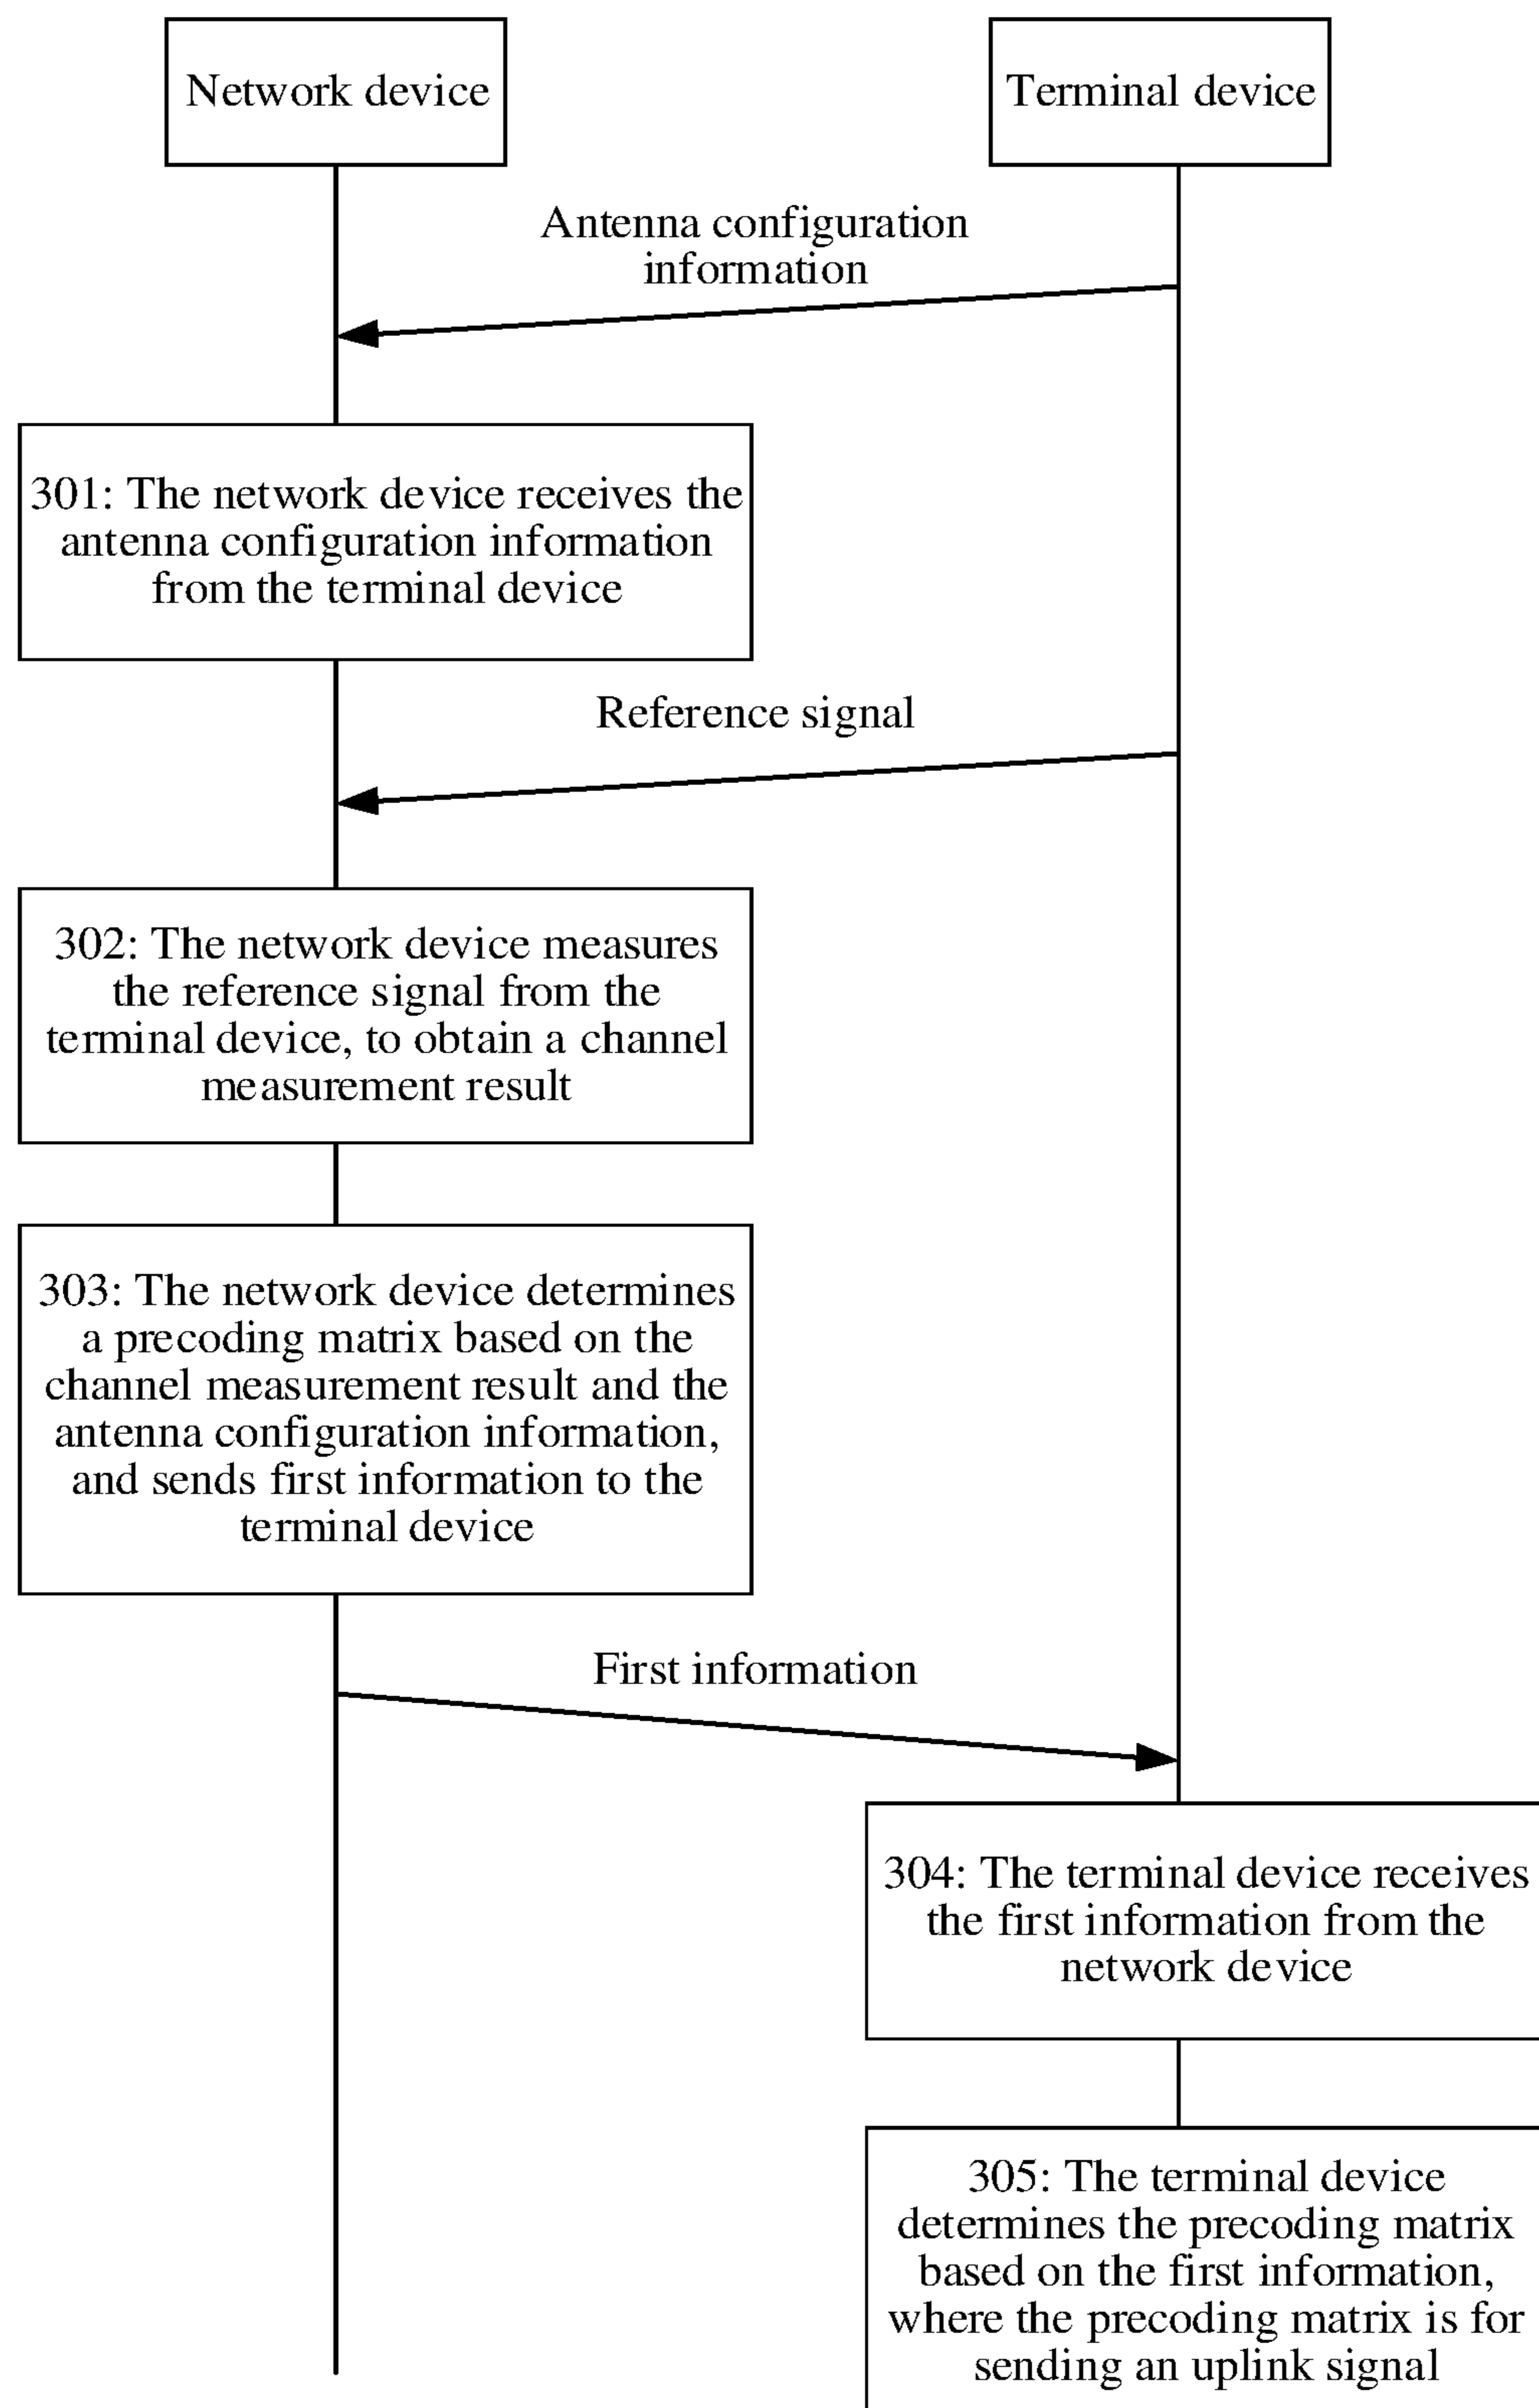 Network device
Terminal device
Antenna configuration
information
301: The network device receives the
antenna configuration information
from the terminal device
Reference signal
302: The network device measures
the reference signal from the
terminal device, to obtain a channel
measurement result
303: The network device determines
a precoding matrix based on the
channel measurement result and the
antenna configuration information,
and sends first information to the
terminal device
First information
304: The terminal device receives
the first information from the
network device
305: The terminal device
determines the precoding matrix
based on the first information,
where the precoding matrix is for
sending an uplink signal